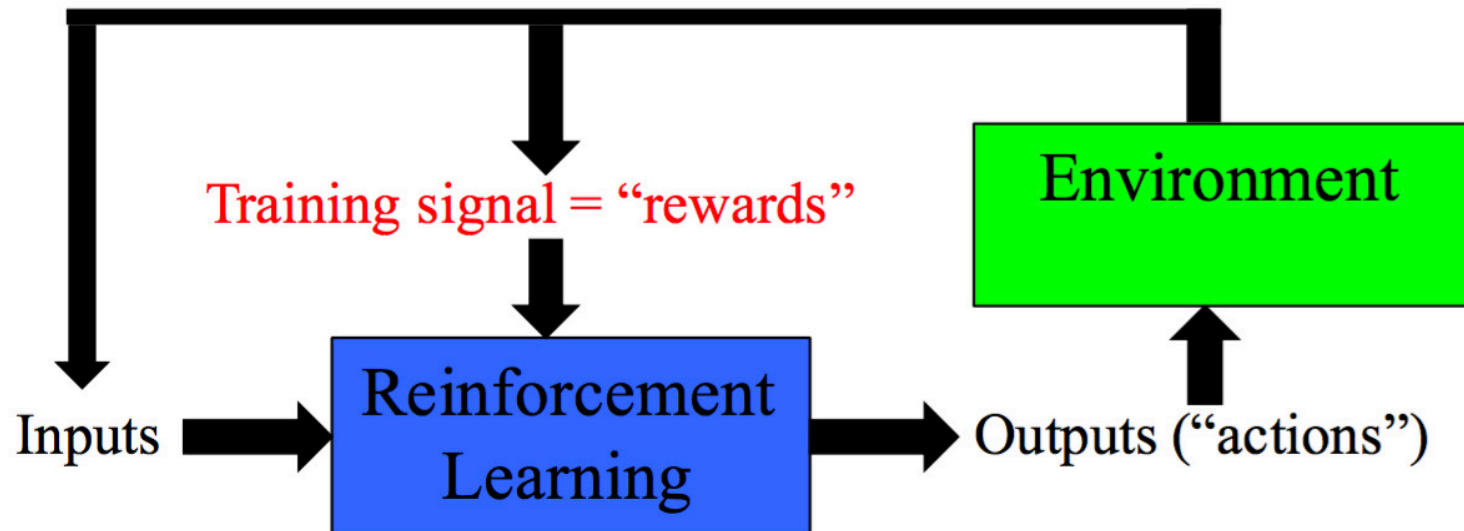 Training signal = “rewards”
Environment
Inputs
Reinforcement
Learning
Outputs (“actions”)